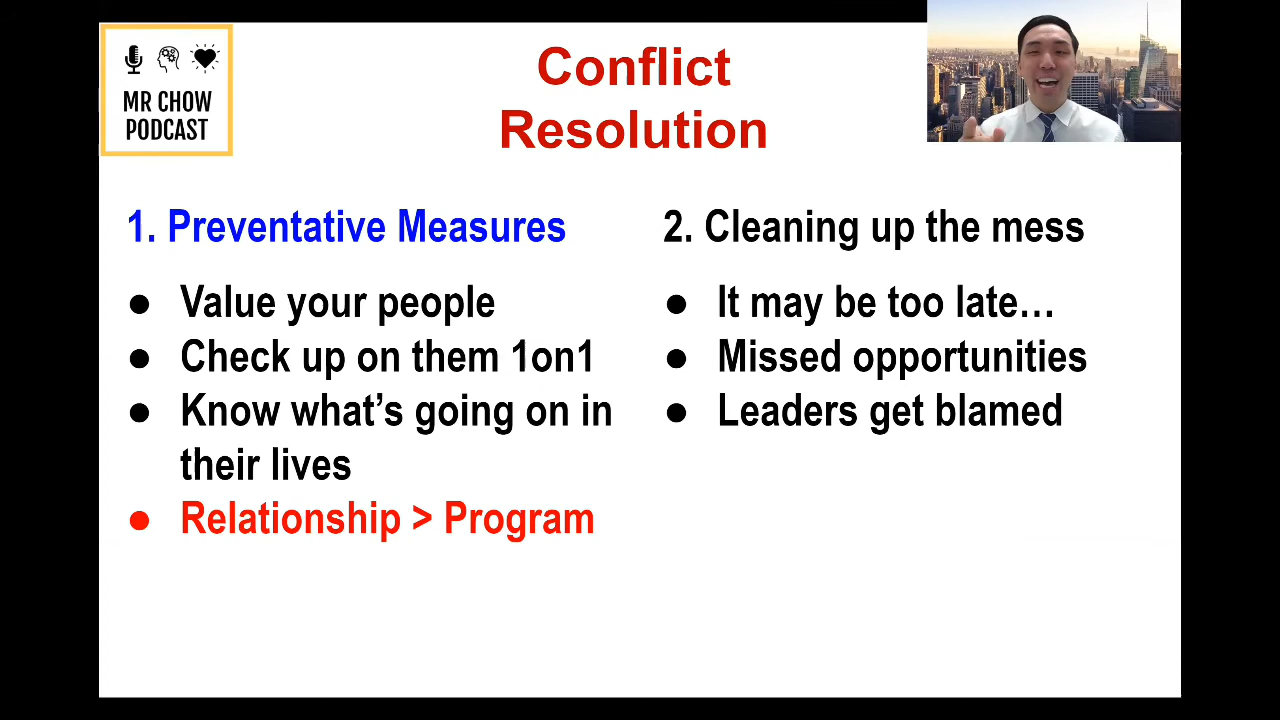 MR CHOW
PODCAST
Conflict
Resolution
1. Preventative Measures
● Value your people
● Check up on them 1on1
● Know what’s going on in
their lives
● Relationship > Program
2. Cleaning up the mess
● It may be too late…
● Missed opportunities
● Leaders get blamed